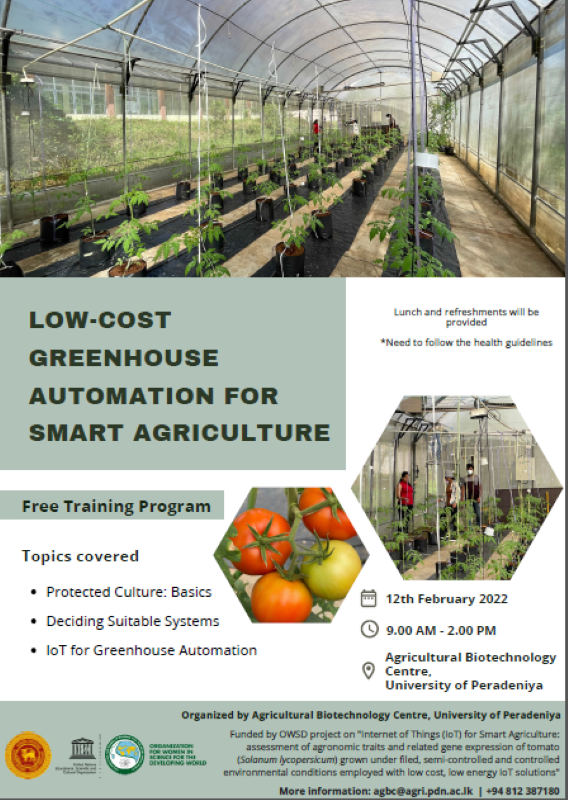 LOW-COST
GREENHOUSE
AUTOMATION FOR
SMART AGRICULTURE
Lunch and refreshments will be
provided
*Need to follow the health guidelines
Free Training Program
Topics covered
• Protected Culture: Basics
• Deciding Suitable Systems
• IoT for Greenhouse Automation
12th February 2022
9.00 AM - 2.00 PM
Agricultural Biotechnology
Centre,
University of Peradeniya
Organized by Agricultural Biotechnology Centre, University of Peradeniya
Funded by OWSD project on "Internet of Things (IoT) for Smart Agriculture:
assessment of agronomic traits and related gene expression of tomato
(Solanum lycopersicum) grown under filed, semi-controlled and controlled
environmental conditions employed with low cost, low energy IoT solutions"
More information: agbc@agri.pdn.ac.lk | +94 812 387180
ORGANIZATION
FOR WOMEN IN
SCIENCE FOR THE
DEVELOPING WORLD